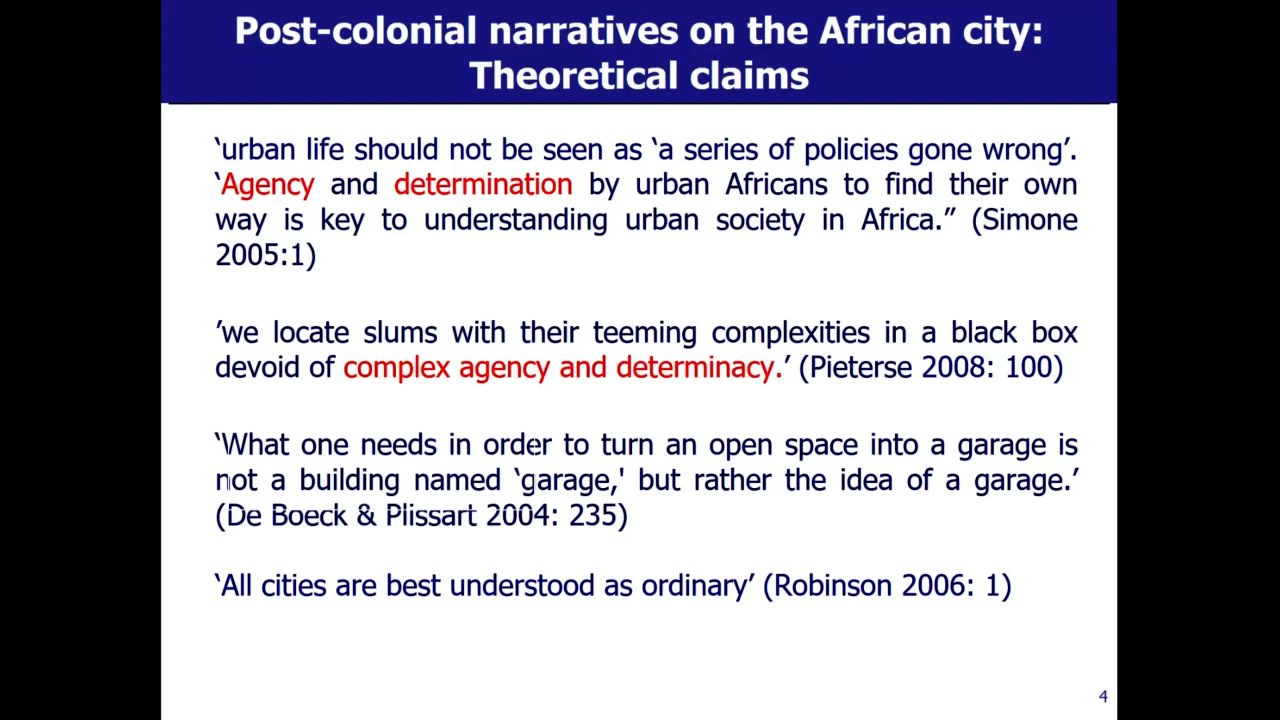 Post-colonial narratives on the African city:
Theoretical claims
‘urban life should not be seen as ‘a series of policies gone wrong’.
‘Agency and determination by urban Africans to find their own
way is key to understanding urban society in Africa.” (Simone
2005:1)
’we locate slums with their teeming complexities in a black box
devoid of complex agency and determinacy.’ (Pieterse 2008: 100)
‘What one needs in order to turn an open space into a garage is
not a building named ‘garage,' but rather the idea of a garage.’
(De Boeck & Plissart 2004: 235)
‘All cities are best understood as ordinary’ (Robinson 2006: 1)
4